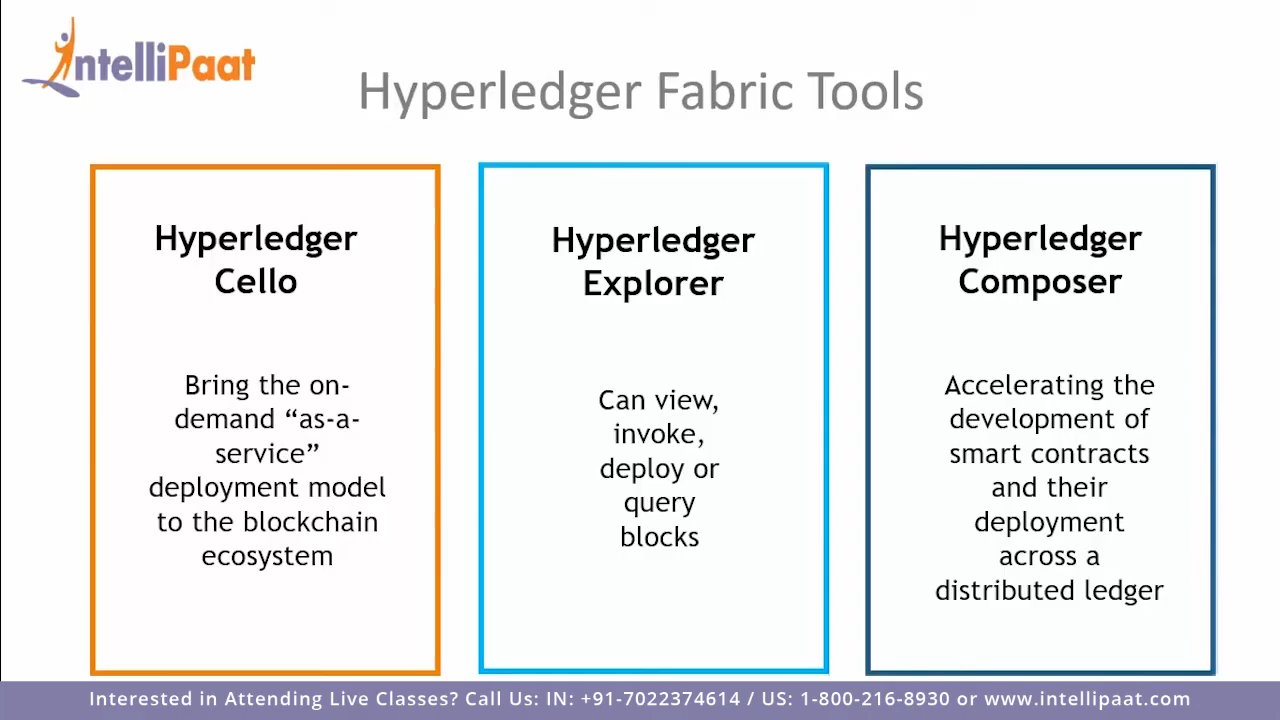 IntelliPaat
Hyperledger Fabric Tools
Hyperledger
Cello
Bring the on-
demand “as-a-
service”
deployment model
to the blockchain
ecosystem
Hyperledger
Explorer
Can view,
invoke,
deploy or
query
blocks
Hyperledger
Composer
Accelerating the
development of
smart contracts
and their
deployment
across a
distributed ledger
Interested in Attending Live Classes? Call Us: IN: +91-7022374614 / US: 1-800-216-8930 or www.intellipaat.com